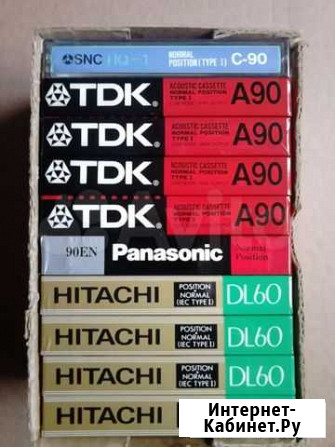 SNC HQ-1 NORMAL POSITION (TYPE I) C-90
TDK. ACOUSTIC CASSETTE NORMAL POSITION TYPE I A90
TDK. ACOUSTIC CASSETTE NORMAL POSITION TYPE I A90
TDK. ACOUSTIC CASSETTE NORMAL POSITION TYPE I A90
TDK. ACOUSTIC CASSETTE NORMAL POSITION TYPE I A90
90EN Panasonic Normal Position
HITACHI POSITION NORMAL (IEC TYPE I) DL60
HITACHI POSITION NORMAL (IEC TYPE I) DL60
HITACHI POSITION NORMAL (IEC TYPE I) DL60
HITACHI
Интернет-
Кабинет.Ру